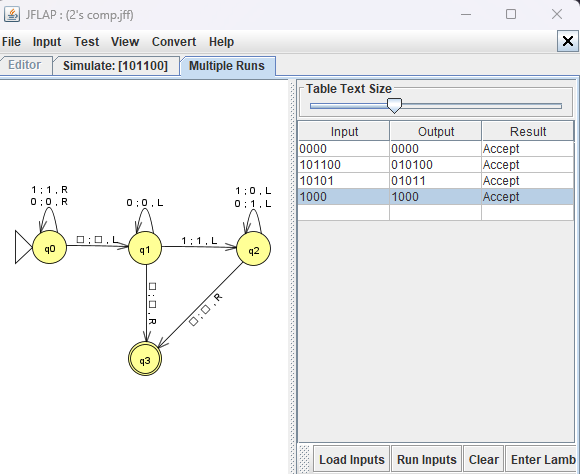 JFLAP : (2's comp.jff)
File Input Test View Convert Help
Editor Simulate: [101100] Multiple Runs
Table Text Size
Input Output Result
0000 0000 Accept
101100 010100 Accept
10101 01011 Accept
1000 1000 Accept
1 ; 1 , R
0 ; 0 , R
0 ; 0 , L
1 ; 0 , L
0 ; 1 , L
q0
□ ; □ , L
q1
1 ; 1 , L
q2
□ ; □ , R
□ ; □ , R
q3
Load Inputs Run Inputs Clear Enter Lamb